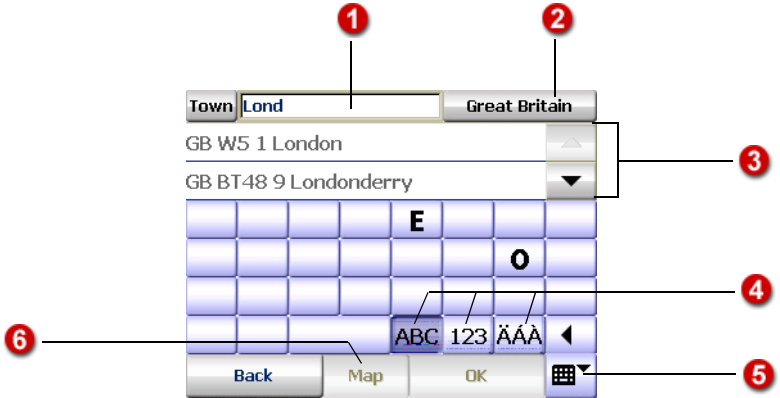 1 2
Town Lond Great Britain
GB W5 1 London
3
GB BT48 9 Londonderry
E
O
4
ABC 123 ÄÁÀ
6
Back Map OK
5